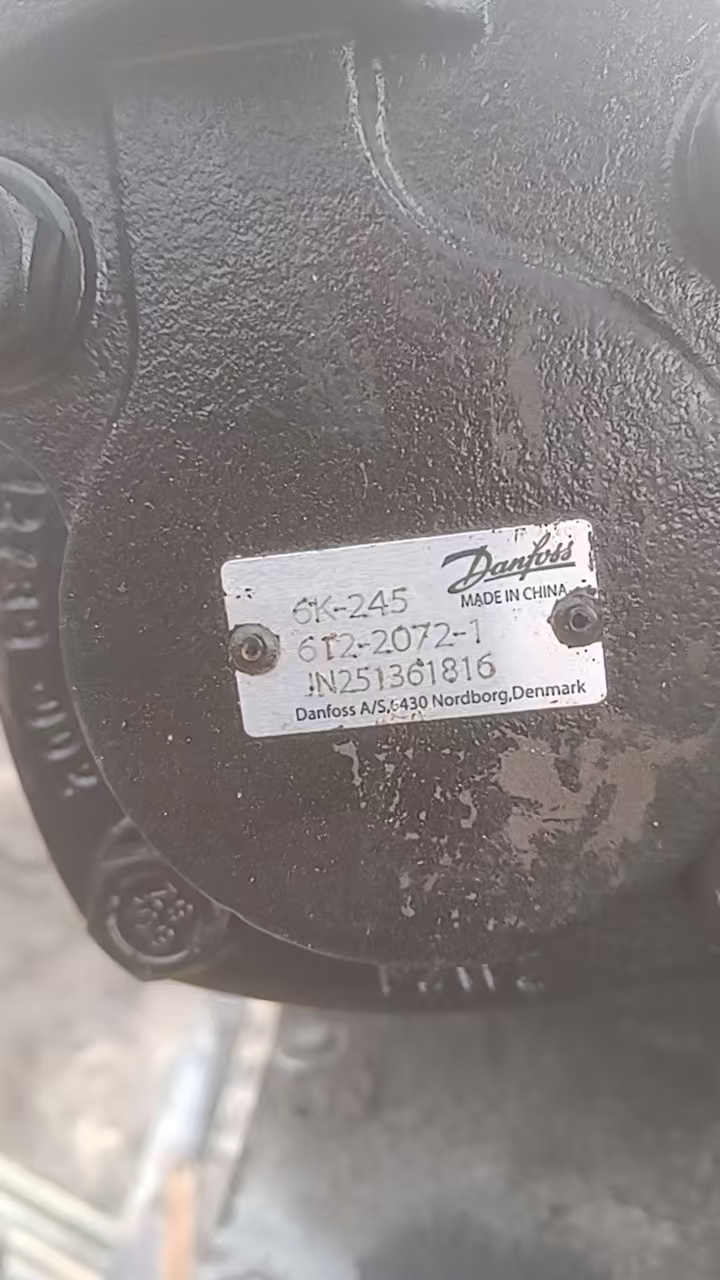 Danfoss
MADE IN CHINA
6K-245
612-2072-1
JN251361816
Danfoss A/S,6430 Nordborg,Denmark